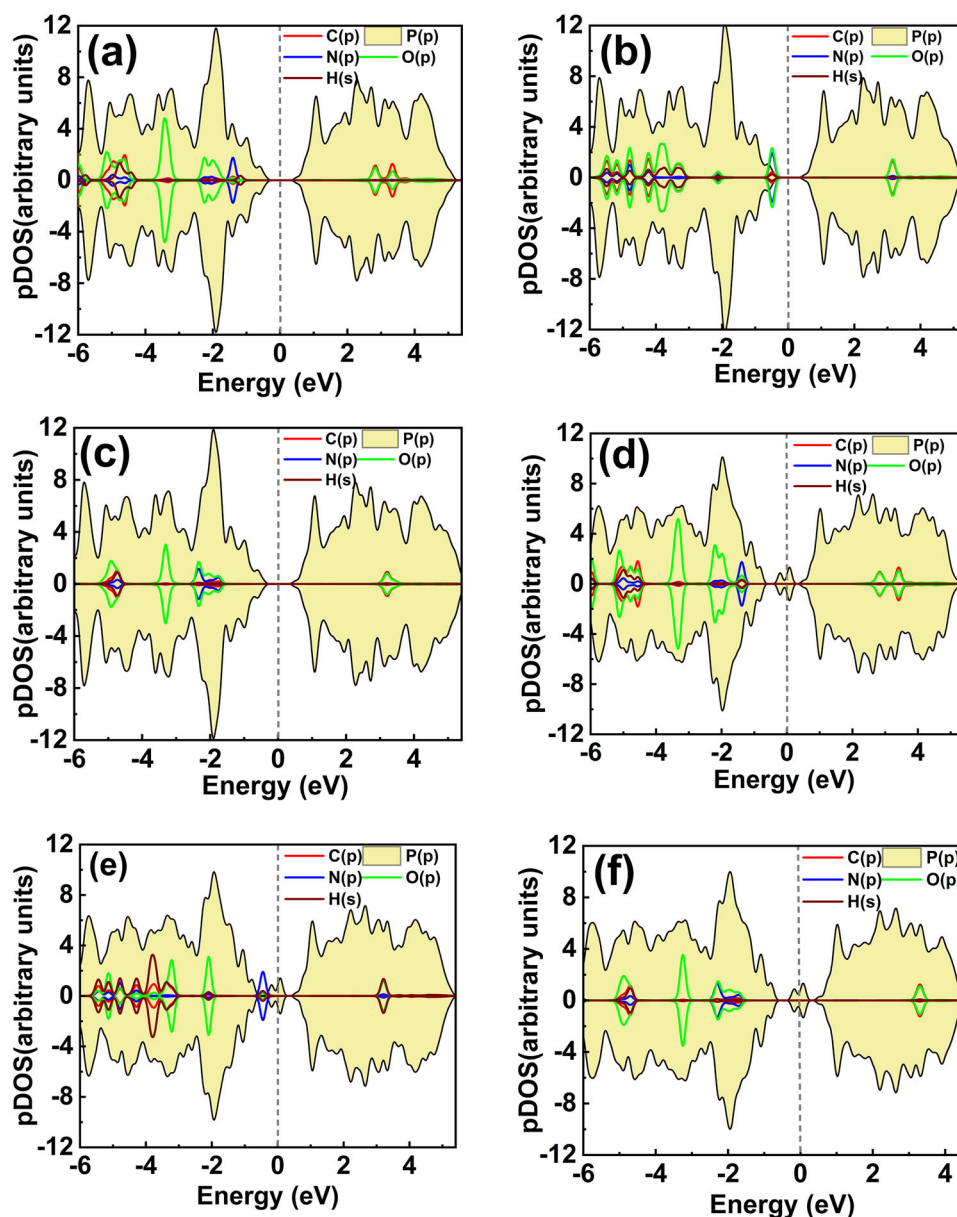 (a)
C(p) P(p)
N(p) O(p)
H(s)
pDOS(arbitrary units)
12
8
4
0
-4
-8
-12
-6 -4 -2 0 2 4
Energy (eV)
(b)
C(p) P(p)
N(p) O(p)
H(s)
pDOS(arbitrary units)
12
8
4
0
-4
-8
-12
-6 -4 -2 0 2 4
Energy (eV)
(c)
C(p) P(p)
N(p) O(p)
H(s)
pDOS(arbitrary units)
12
8
4
0
-4
-8
-12
-6 -4 -2 0 2 4
Energy (eV)
(d)
C(p) P(p)
N(p) O(p)
H(s)
pDOS(arbitrary units)
12
8
4
0
-4
-8
-12
-6 -4 -2 0 2 4
Energy (eV)
(e)
C(p) P(p)
N(p) O(p)
H(s)
pDOS(arbitrary units)
12
8
4
0
-4
-8
-12
-6 -4 -2 0 2 4
Energy (eV)
(f)
C(p) P(p)
N(p) O(p)
H(s)
pDOS(arbitrary units)
12
8
4
0
-4
-8
-12
-6 -4 -2 0 2 4
Energy (eV)